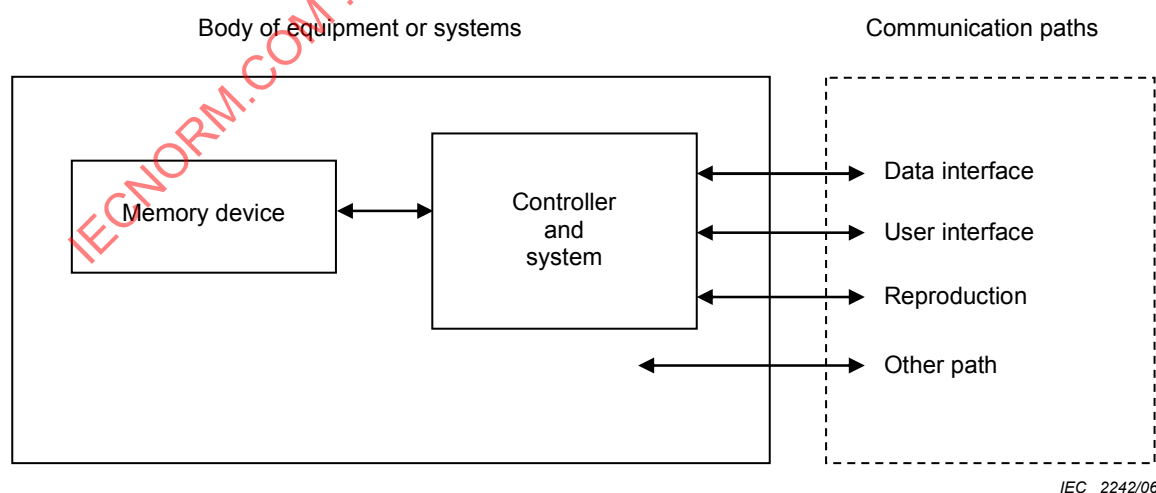 Body of equipment or systems
Communication paths
IECNORM.COM
Memory device
Controller
and
system
Data interface
User interface
Reproduction
Other path
IEC 2242/06